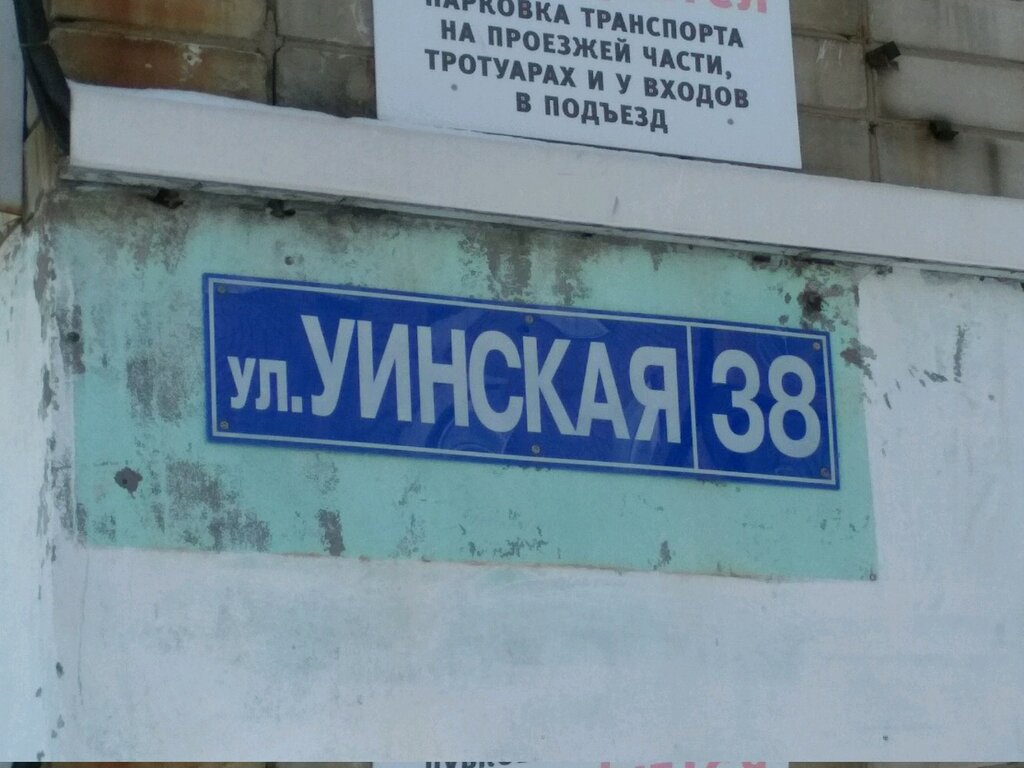 ПАРКОВКА ТРАНСПОРТА
НА ПРОЕЗЖЕЙ ЧАСТИ,
ТРОТУАРАХ И У ВХОДОВ
В ПОДЪЕЗД
ул. УИНСКАЯ 38